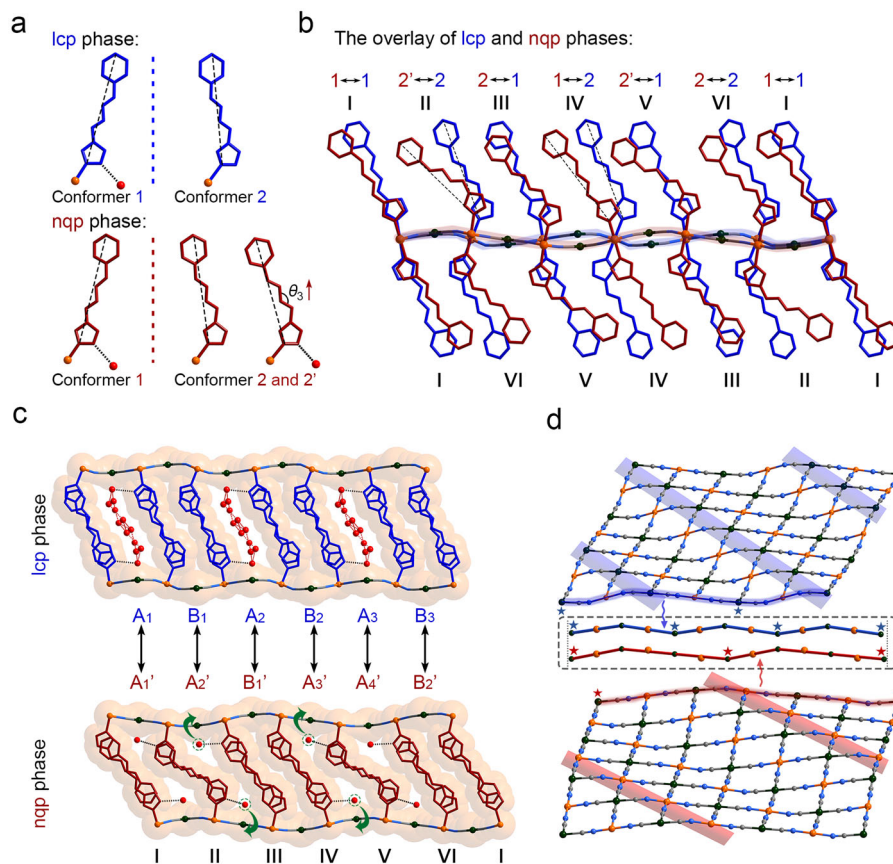 a
lcp phase:
Conformer 1
Conformer 2
nqp phase:
θ3
Conformer 1
Conformer 2 and 2'
b
The overlay of lcp and nqp phases:
1↔1 2'↔2 2↔1 1↔2 2'↔1 2↔2 1↔1
I II III IV V VI I
I VI V IV III II I
c
lcp phase
A1 B1 A2 B2 A3 B3
A1' A2' B1' A3' A4' B2'
nqp phase
I II III IV V VI I
d